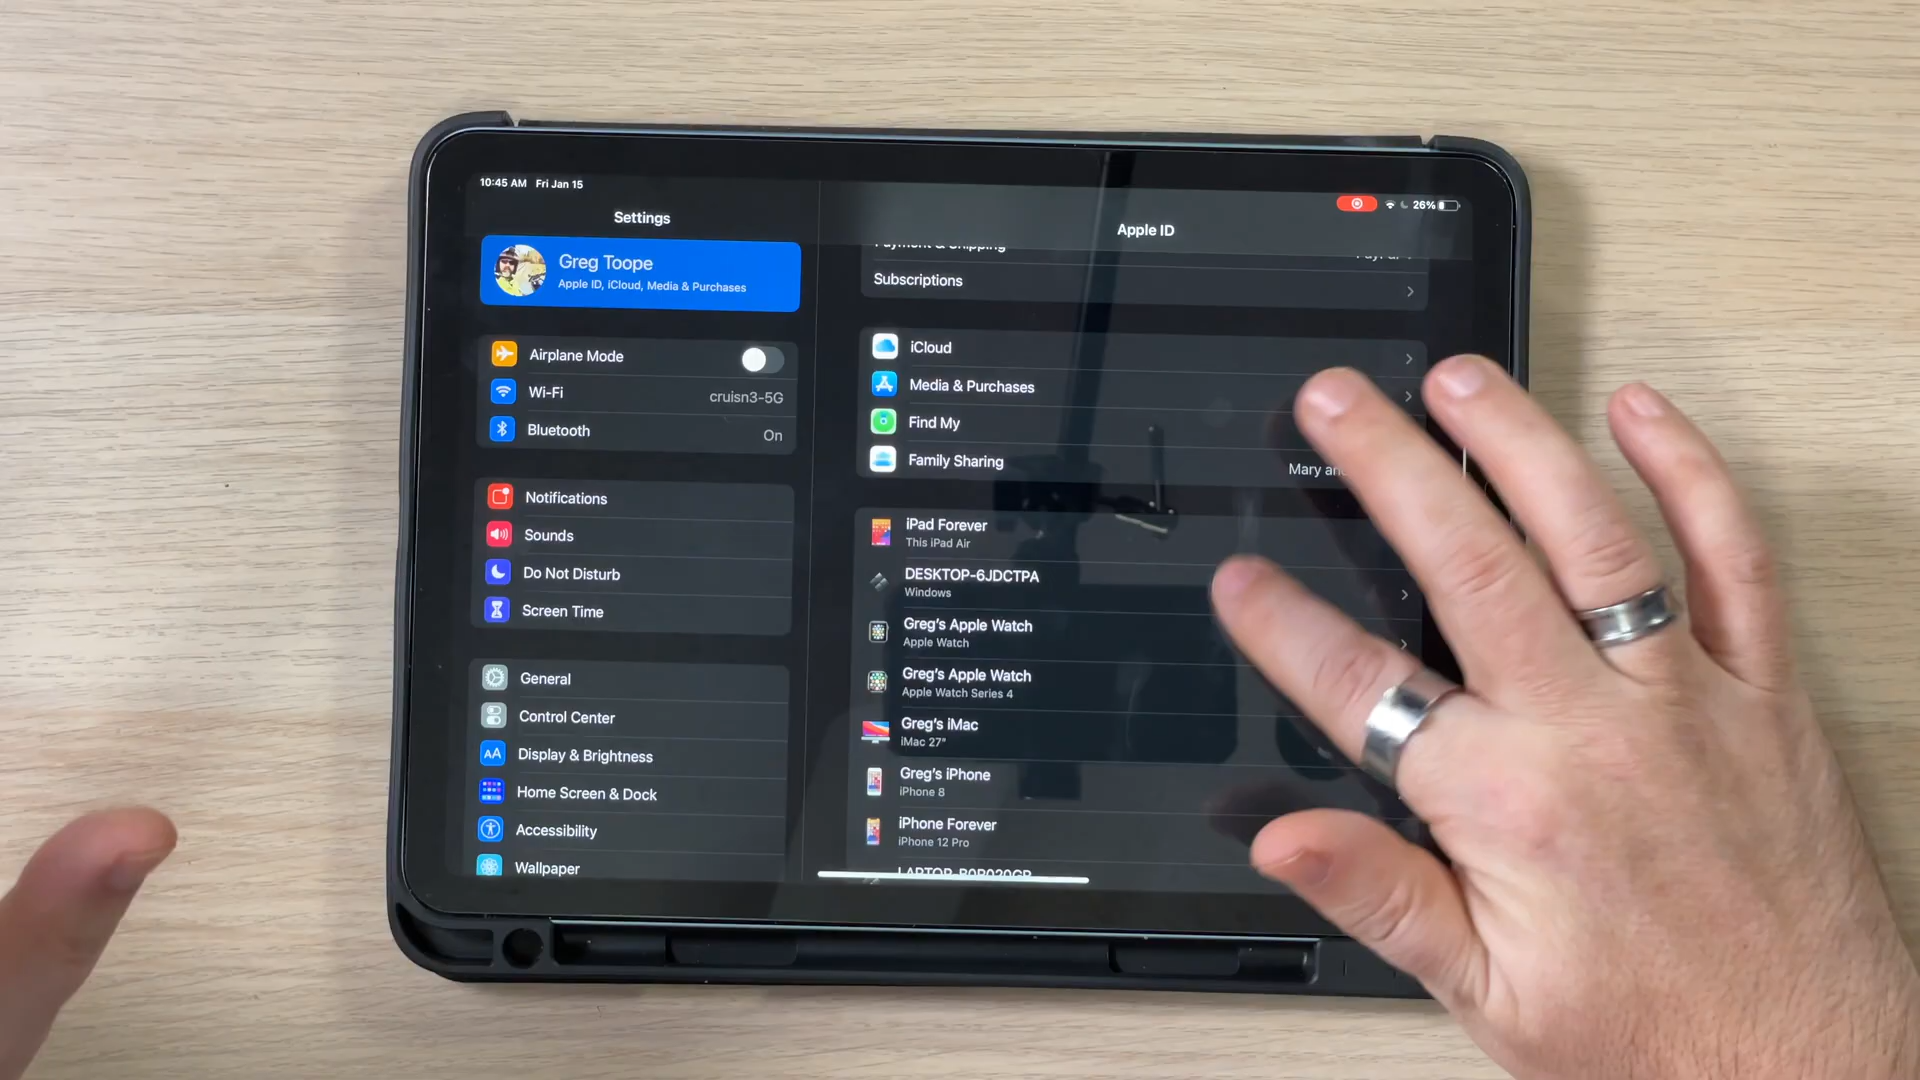 10:45 AM Fri Jan 15
26%
Settings
Apple ID
Greg Toope
Apple ID, iCloud, Media & Purchases
Airplane Mode
Wi-Fi
cruisn3-5G
Bluetooth
On
Notifications
Sounds
Do Not Disturb
Screen Time
General
Control Center
AA
Display & Brightness
Home Screen & Dock
Accessibility
Wallpaper
Payment & Shipping
Subscriptions
iCloud
Media & Purchases
Find My
Family Sharing
Mary
iPad Forever
This iPad Air
DESKTOP-6JDCTPA
Windows
Greg's Apple Watch
Apple Watch
Greg's Apple Watch
Apple Watch Series 4
Greg's iMac
iMac 27"
Greg's iPhone
iPhone 8
iPhone Forever
iPhone 12 Pro